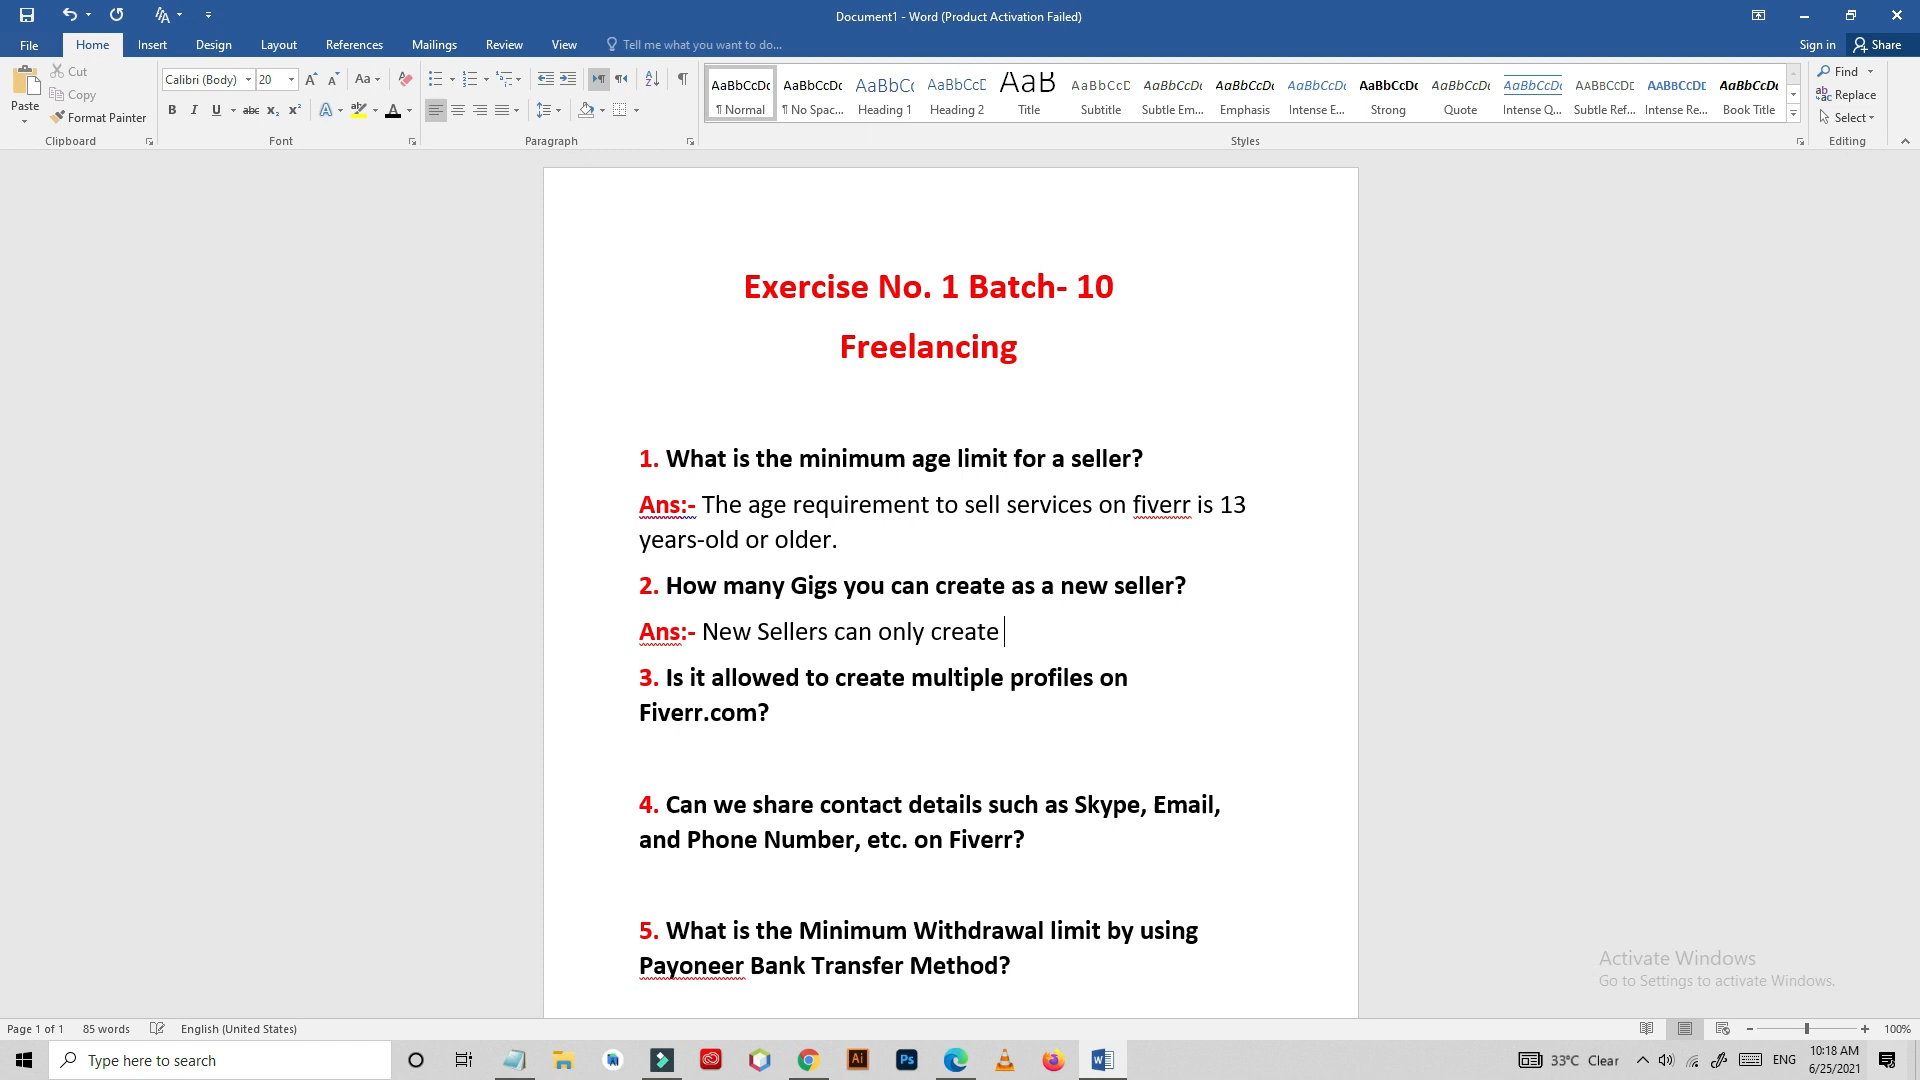 Document1 - Word (Product Activation Failed)
File Home Insert Design Layout References Mailings Review View Tell me what you want to do... Sign in Share
Paste Cut Copy Format Painter Clipboard
Calibri (Body) 20 Aa
B I U abc X₂ X² A A Font
Paragraph
AaBbCcDc AaBbCcDc AaBbCc AaBbCcD AaB AaBbCcD AaBbCcDc AaBbCcDc AaBbCcDc AaBbCcDc AaBbCcDc AaBbCcDc AaBbCcDd AaBbCcDd AaBbCcDc
¶ Normal ¶ No Spac... Heading 1 Heading 2 Title Subtitle Subtle Em... Emphasis Intense E... Strong Quote Intense Q... Subtle Ref... Intense Re... Book Title
Styles
Find Replace Select Editing
Exercise No. 1 Batch- 10
Freelancing
1. What is the minimum age limit for a seller?
Ans:- The age requirement to sell services on fiverr is 13
years-old or older.
2. How many Gigs you can create as a new seller?
Ans:- New Sellers can only create
3. Is it allowed to create multiple profiles on
Fiverr.com?
4. Can we share contact details such as Skype, Email,
and Phone Number, etc. on Fiverr?
5. What is the Minimum Withdrawal limit by using
Payoneer Bank Transfer Method?
Activate Windows
Go to Settings to activate Windows.
Page 1 of 1 85 words English (United States) 100%
Type here to search Ai Ps 33°C Clear ENG 10:18 AM
6/25/2021